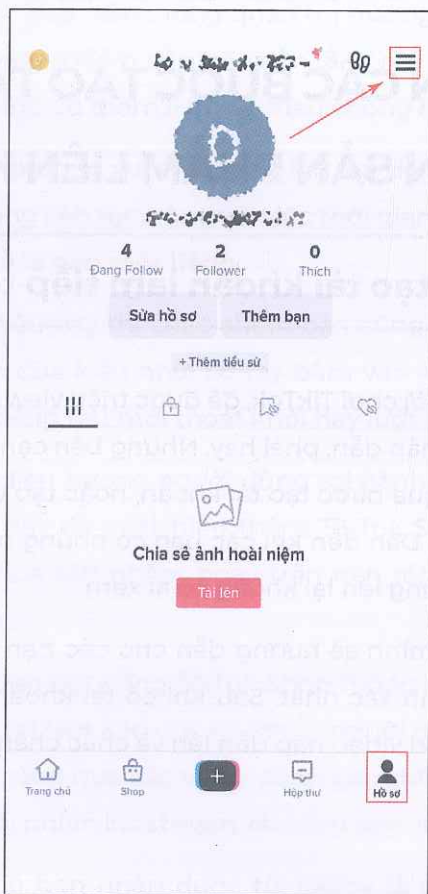 D
4 2 0
Đang Follow Follower Thích
Sửa hồ sơ Thêm bạn
+ Thêm tiểu sử
Chia sẻ ảnh hoài niệm
Tải lên
Trang chủ Shop Hộp thư Hồ sơ